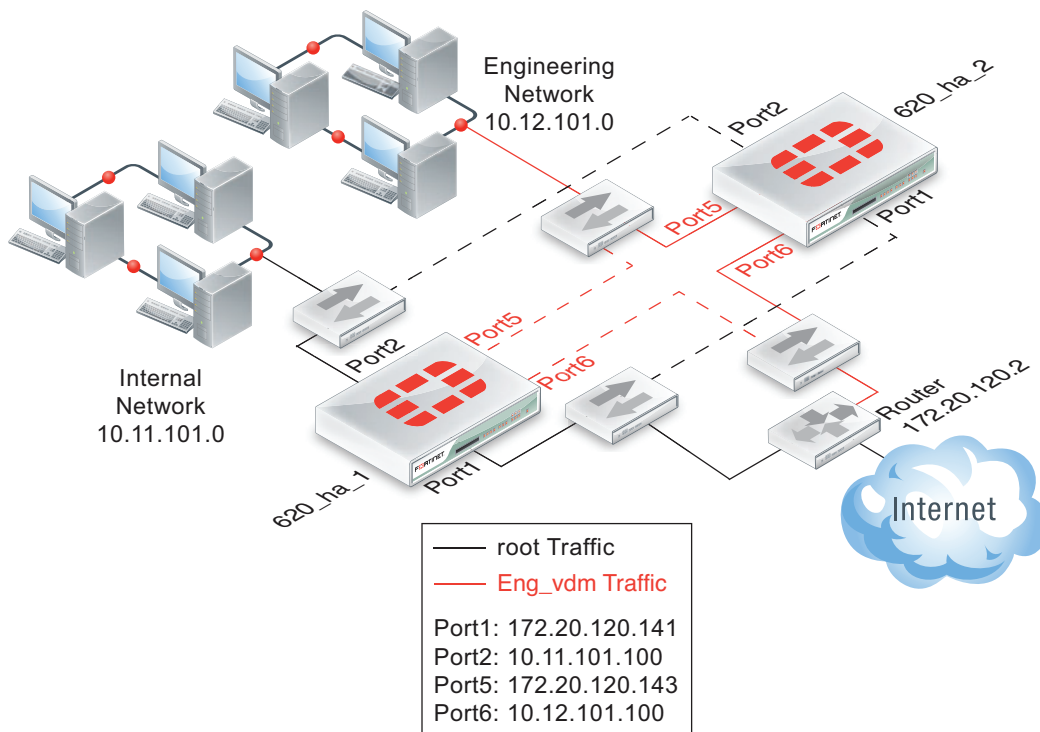 Engineering
Network
10.12.101.0
Port2
620_ha_2
Port5
Port1
FORTINET
Port6
Port5
Port2
Port6
Internal
Network
10.11.101.0
Router
172.20.120.2
FORTINET
Port1
620_ha_1
Internet
root Traffic
Eng_vdm Traffic
Port1: 172.20.120.141
Port2: 10.11.101.100
Port5: 172.20.120.143
Port6: 10.12.101.100